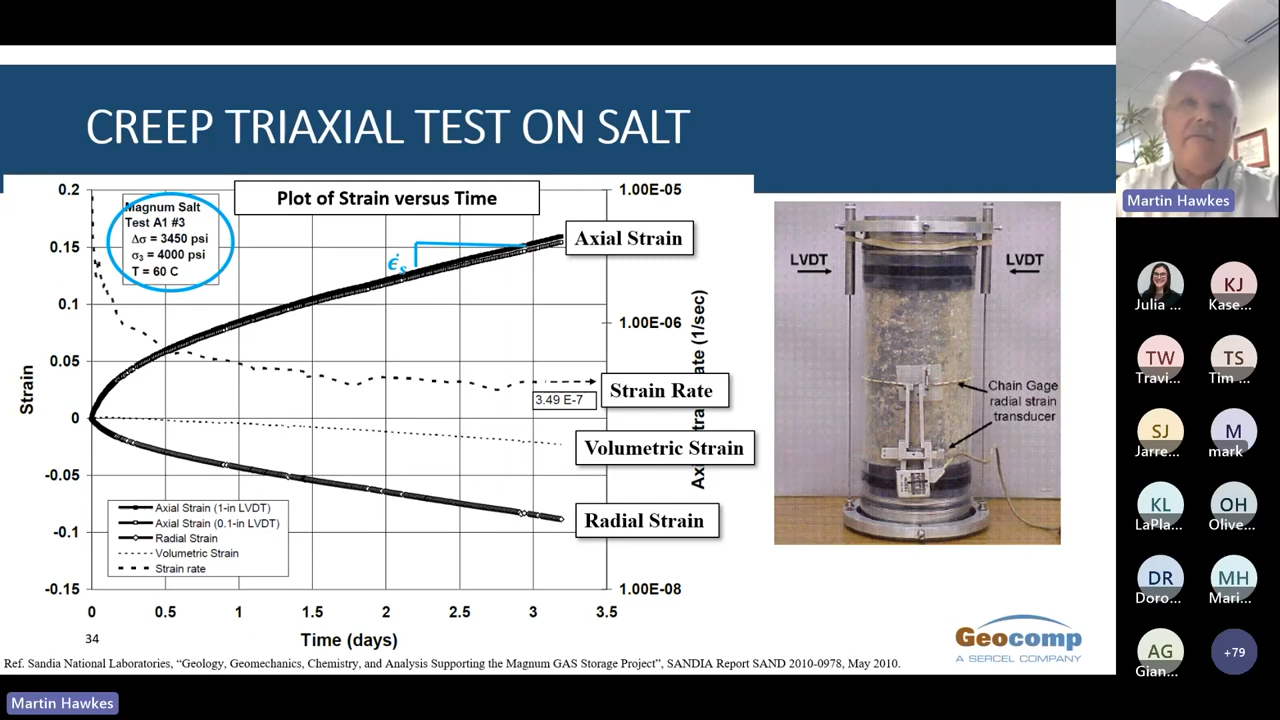 CREEP TRIAXIAL TEST ON SALT
Plot of Strain versus Time
Magnum Salt
Test A1 #3
Δσ = 3450 psi
σ₃ = 4000 psi
T = 60 C
0.2
0.15
0.1
0.05
0
-0.05
-0.1
-0.15
Strain
1.00E-05
1.00E-06
1.00E-08
ε̇s
Axial Strain
Strain Rate
3.49 E-7
Volumetric Strain
Radial Strain
Axial Strain (1-in LVDT)
Axial Strain (0.1-in LVDT)
Radial Strain
Volumetric Strain
Strain rate
0 0.5 1 1.5 2 2.5 3 3.5
Time (days)
34
LVDT
LVDT
Chain Gage
radial strain
transducer
Geocomp
A SERCEL COMPANY
Ref. Sandia National Laboratories, “Geology, Geomechanics, Chemistry, and Analysis Supporting the Magnum GAS Storage Project”, SANDIA Report SAND 2010-0978, May 2010.
Martin Hawkes
Martin Hawkes
Julia ...
KJ
Kase...
TW
Travi...
TS
Tim ...
SJ
Jarre...
M
mark
KL
LaPla...
OH
Olive...
DR
Doro...
MH
Mari...
AG
Gian...
+79